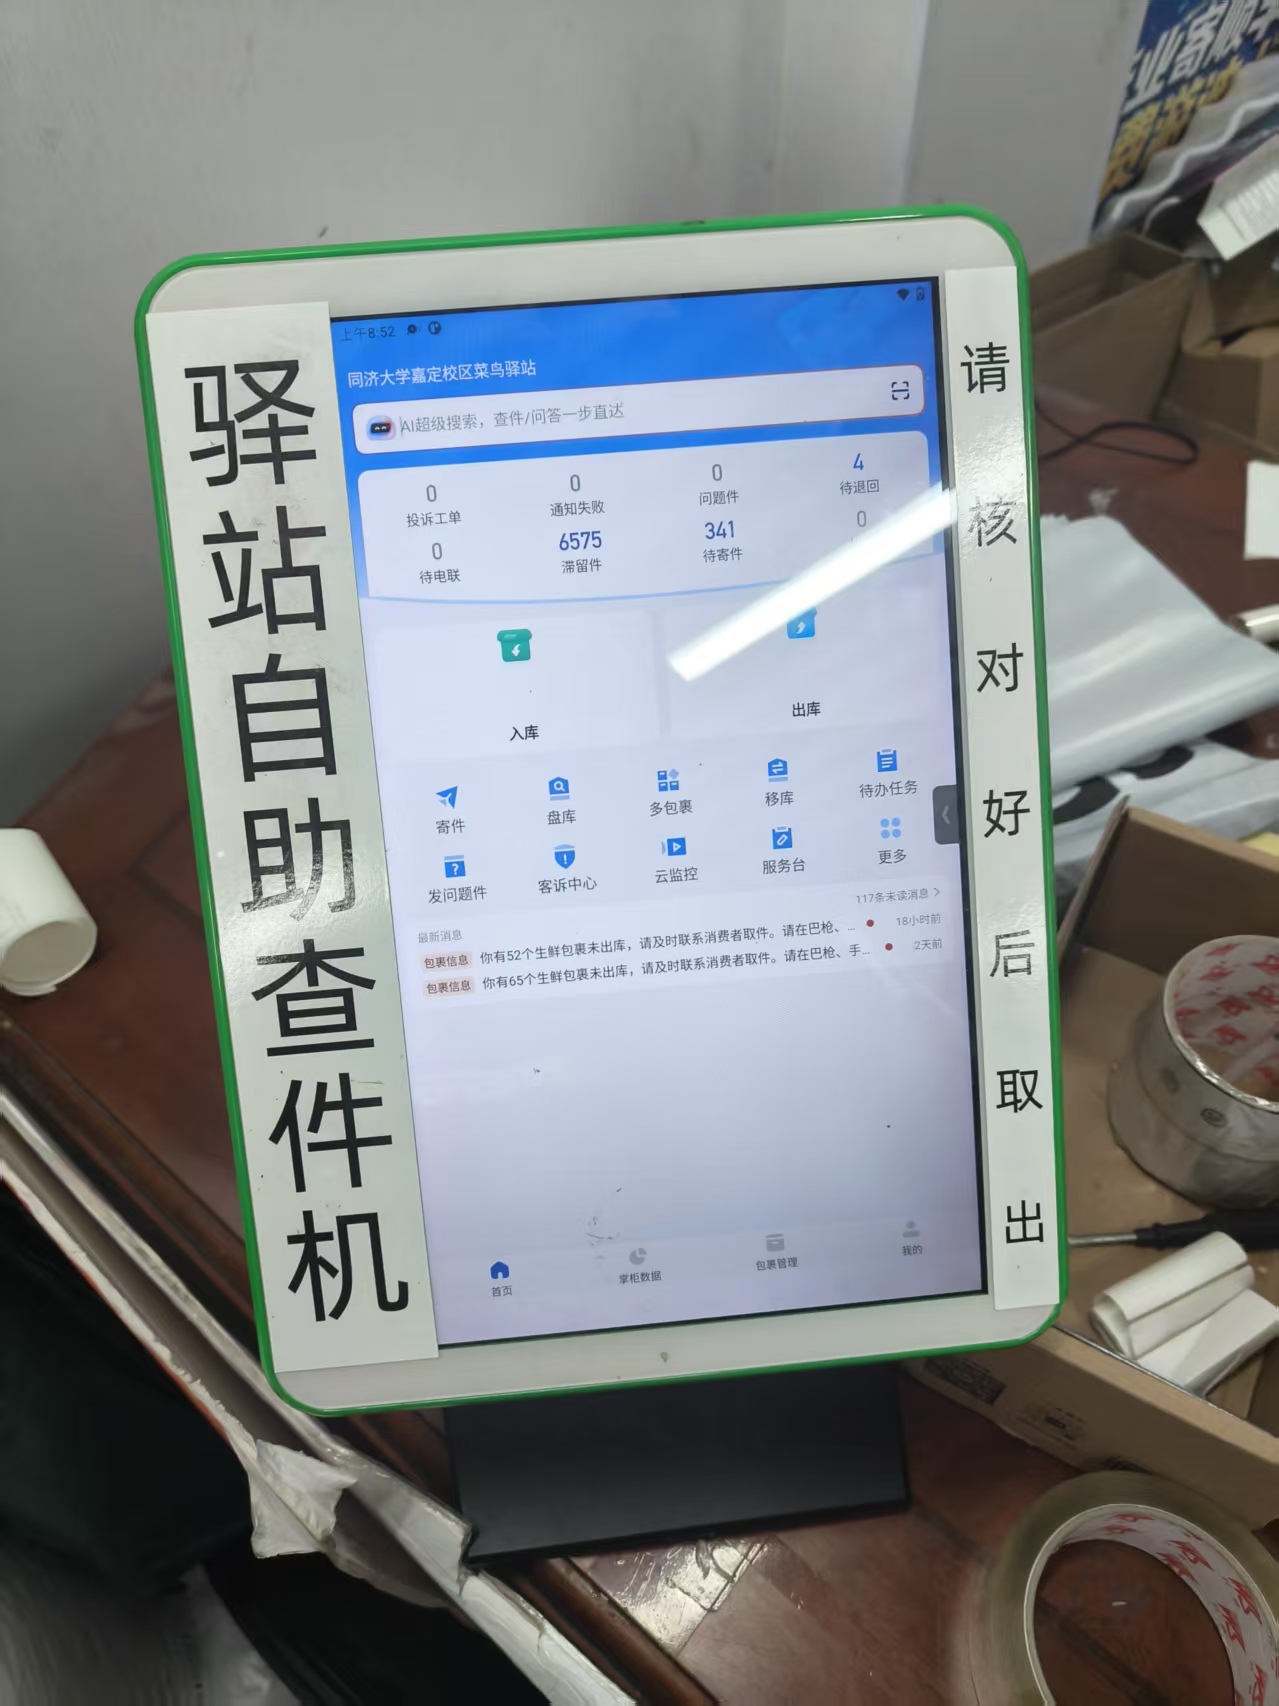 驿站自助查件机
请核对好后取出
上午8:52
同济大学嘉定校区菜鸟驿站
AI超级搜索，查件/问答一步直达
0 0 0 4
投诉工单 通知失败 问题件 待退回
0 6575 341 0
待电联 滞留件 待寄件
入库 出库
寄件 盘库 多包裹 移库 待办任务
发问题件 客诉中心 云监控 服务台 更多
最新消息 117条未读消息
包裹信息 你有52个生鲜包裹未出库，请及时联系消费者取件。请在巴枪、... 18小时前
包裹信息 你有65个生鲜包裹未出库，请及时联系消费者取件。请在巴枪、手... 2天前
首页 掌柜数据 包裹管理 我的